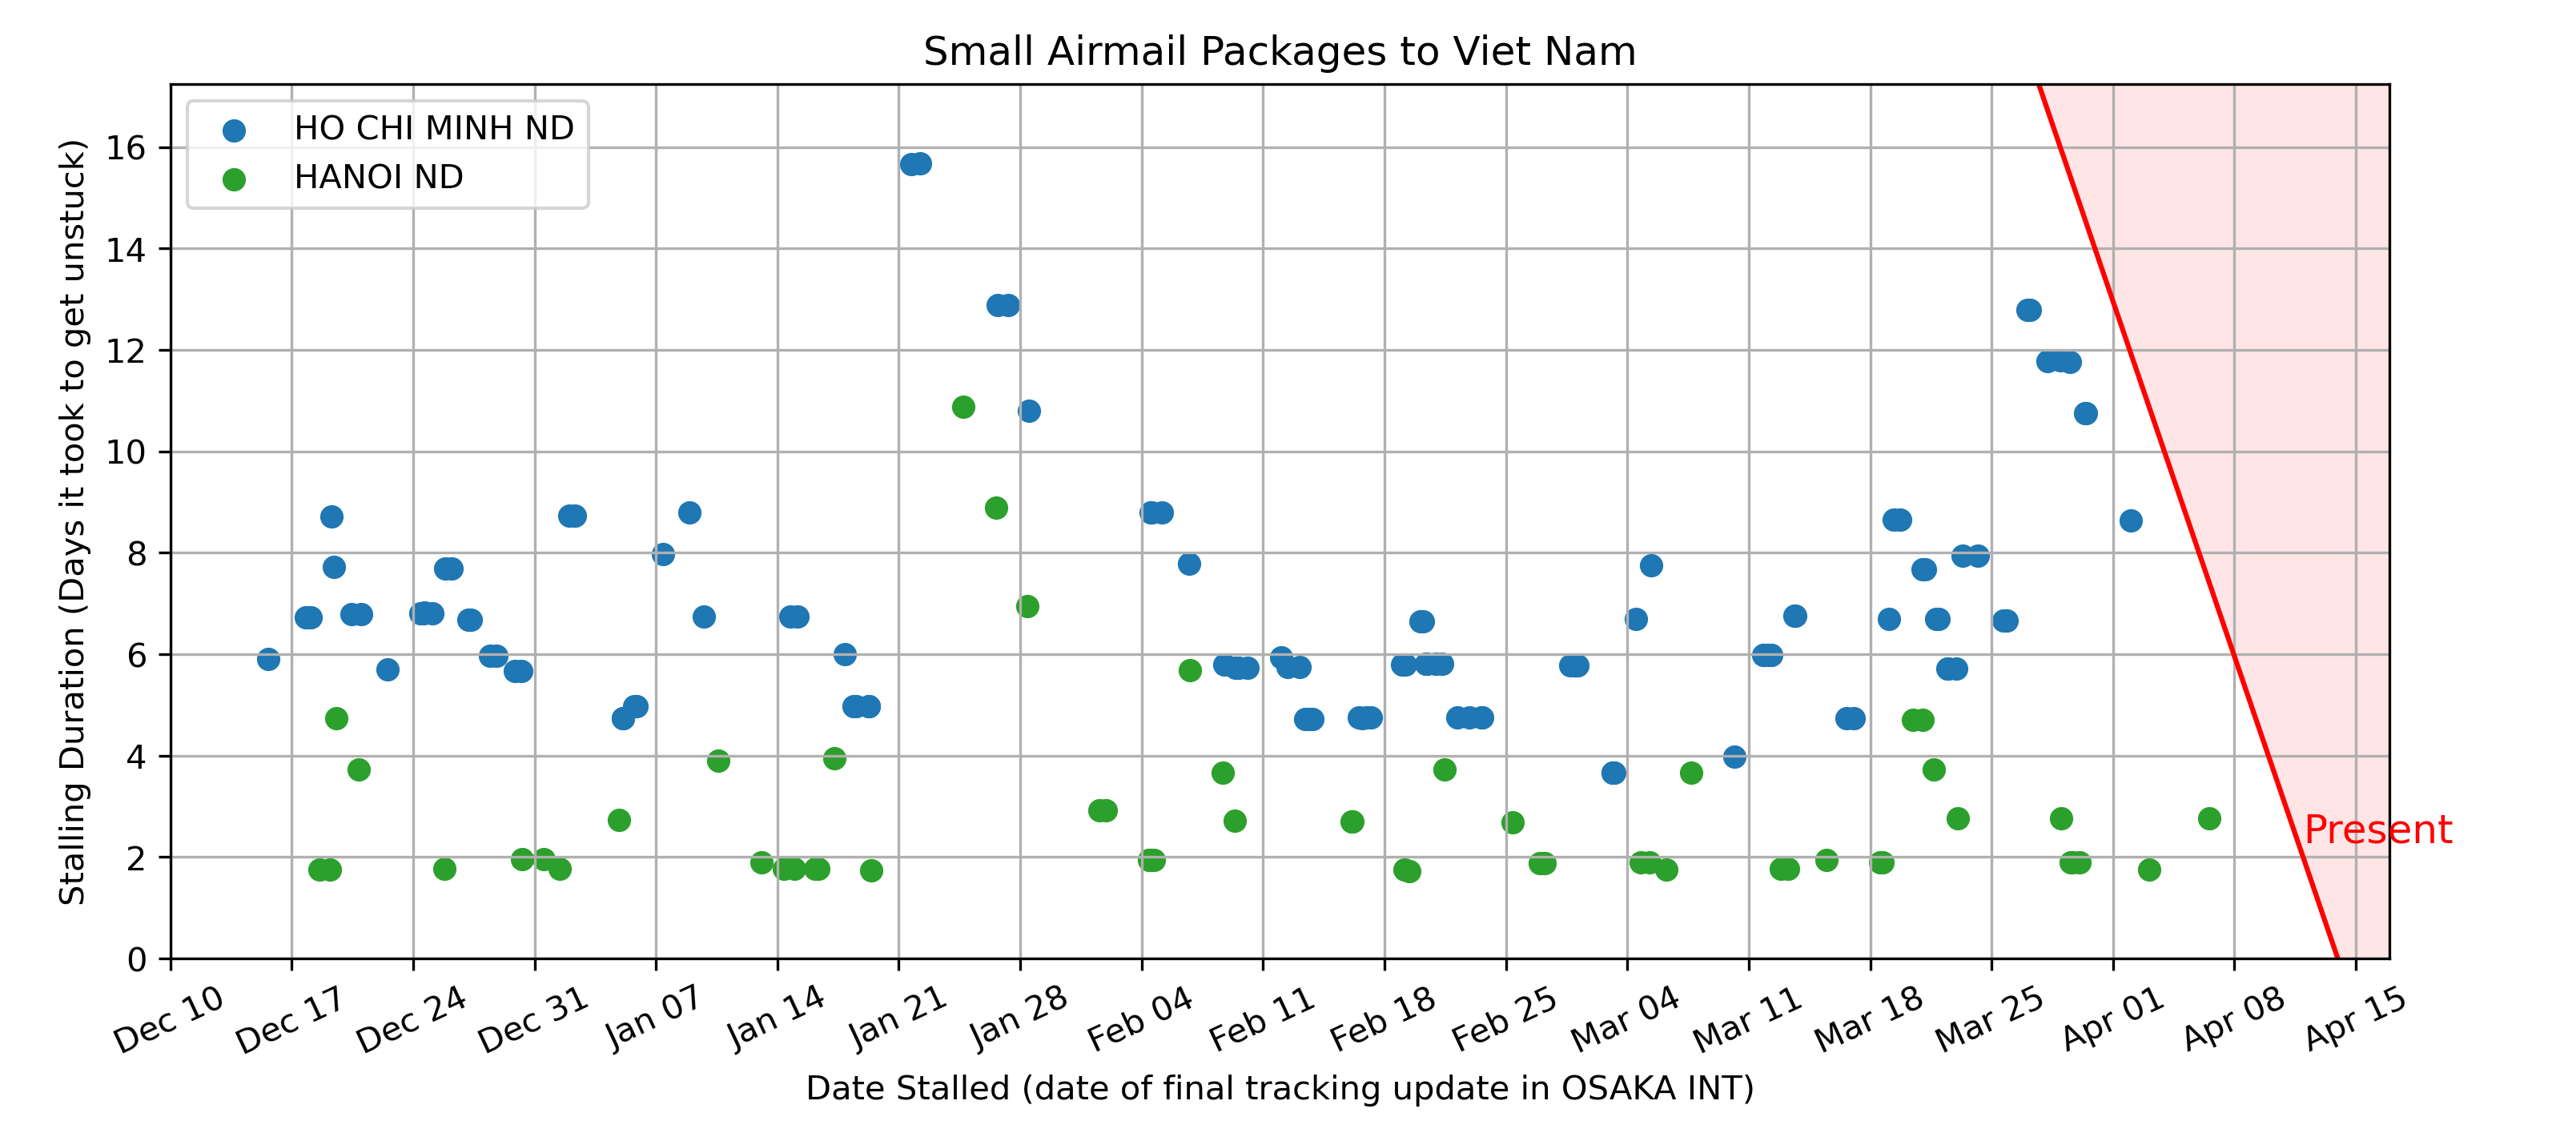 Small Airmail Packages to Viet Nam
HO CHI MINH ND
HANOI ND
Stalling Duration (Days it took to get unstuck)
16
14
12
10
8
6
4
2
0
Present
Dec 10
Dec 17
Dec 24
Dec 31
Jan 07
Jan 14
Jan 21
Jan 28
Feb 04
Feb 11
Feb 18
Feb 25
Mar 04
Mar 11
Mar 18
Mar 25
Apr 01
Apr 08
Apr 15
Date Stalled (date of final tracking update in OSAKA INT)